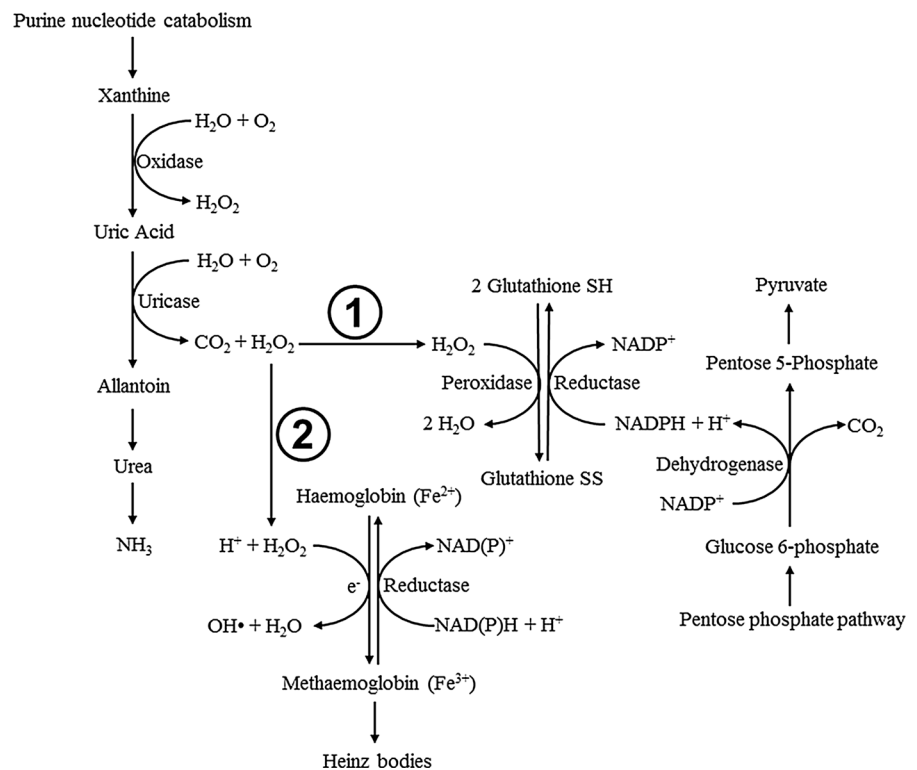 Purine nucleotide catabolism
Xanthine
H₂O + O₂
Oxidase
H₂O₂
Uric Acid
H₂O + O₂
Uricase
CO₂ + H₂O₂
Allantoin
Urea
NH₃
1
2
H₂O₂
2 Glutathione SH
NADP⁺
Peroxidase
Reductase
2 H₂O
NADPH + H⁺
Glutathione SS
Pyruvate
Pentose 5-Phosphate
CO₂
Dehydrogenase
NADP⁺
Glucose 6-phosphate
Pentose phosphate pathway
Haemoglobin (Fe²⁺)
H⁺ + H₂O₂
NAD(P)⁺
e⁻
Reductase
OH• + H₂O
NAD(P)H + H⁺
Methaemoglobin (Fe³⁺)
Heinz bodies